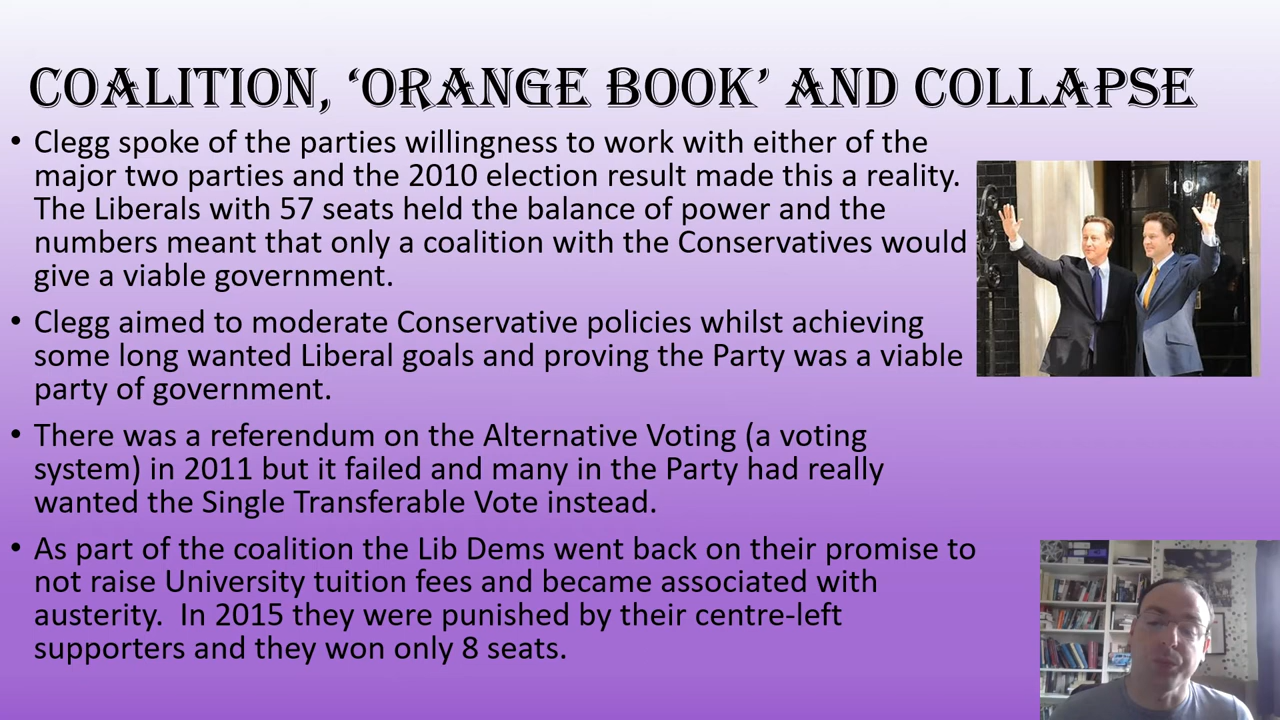 COALITION, ‘ORANGE BOOK’ AND COLLAPSE
• Clegg spoke of the parties willingness to work with either of the
major two parties and the 2010 election result made this a reality.
The Liberals with 57 seats held the balance of power and the
numbers meant that only a coalition with the Conservatives would
give a viable government.
• Clegg aimed to moderate Conservative policies whilst achieving
some long wanted Liberal goals and proving the Party was a viable
party of government.
• There was a referendum on the Alternative Voting (a voting
system) in 2011 but it failed and many in the Party had really
wanted the Single Transferable Vote instead.
• As part of the coalition the Lib Dems went back on their promise to
not raise University tuition fees and became associated with
austerity.  In 2015 they were punished by their centre-left
supporters and they won only 8 seats.
10